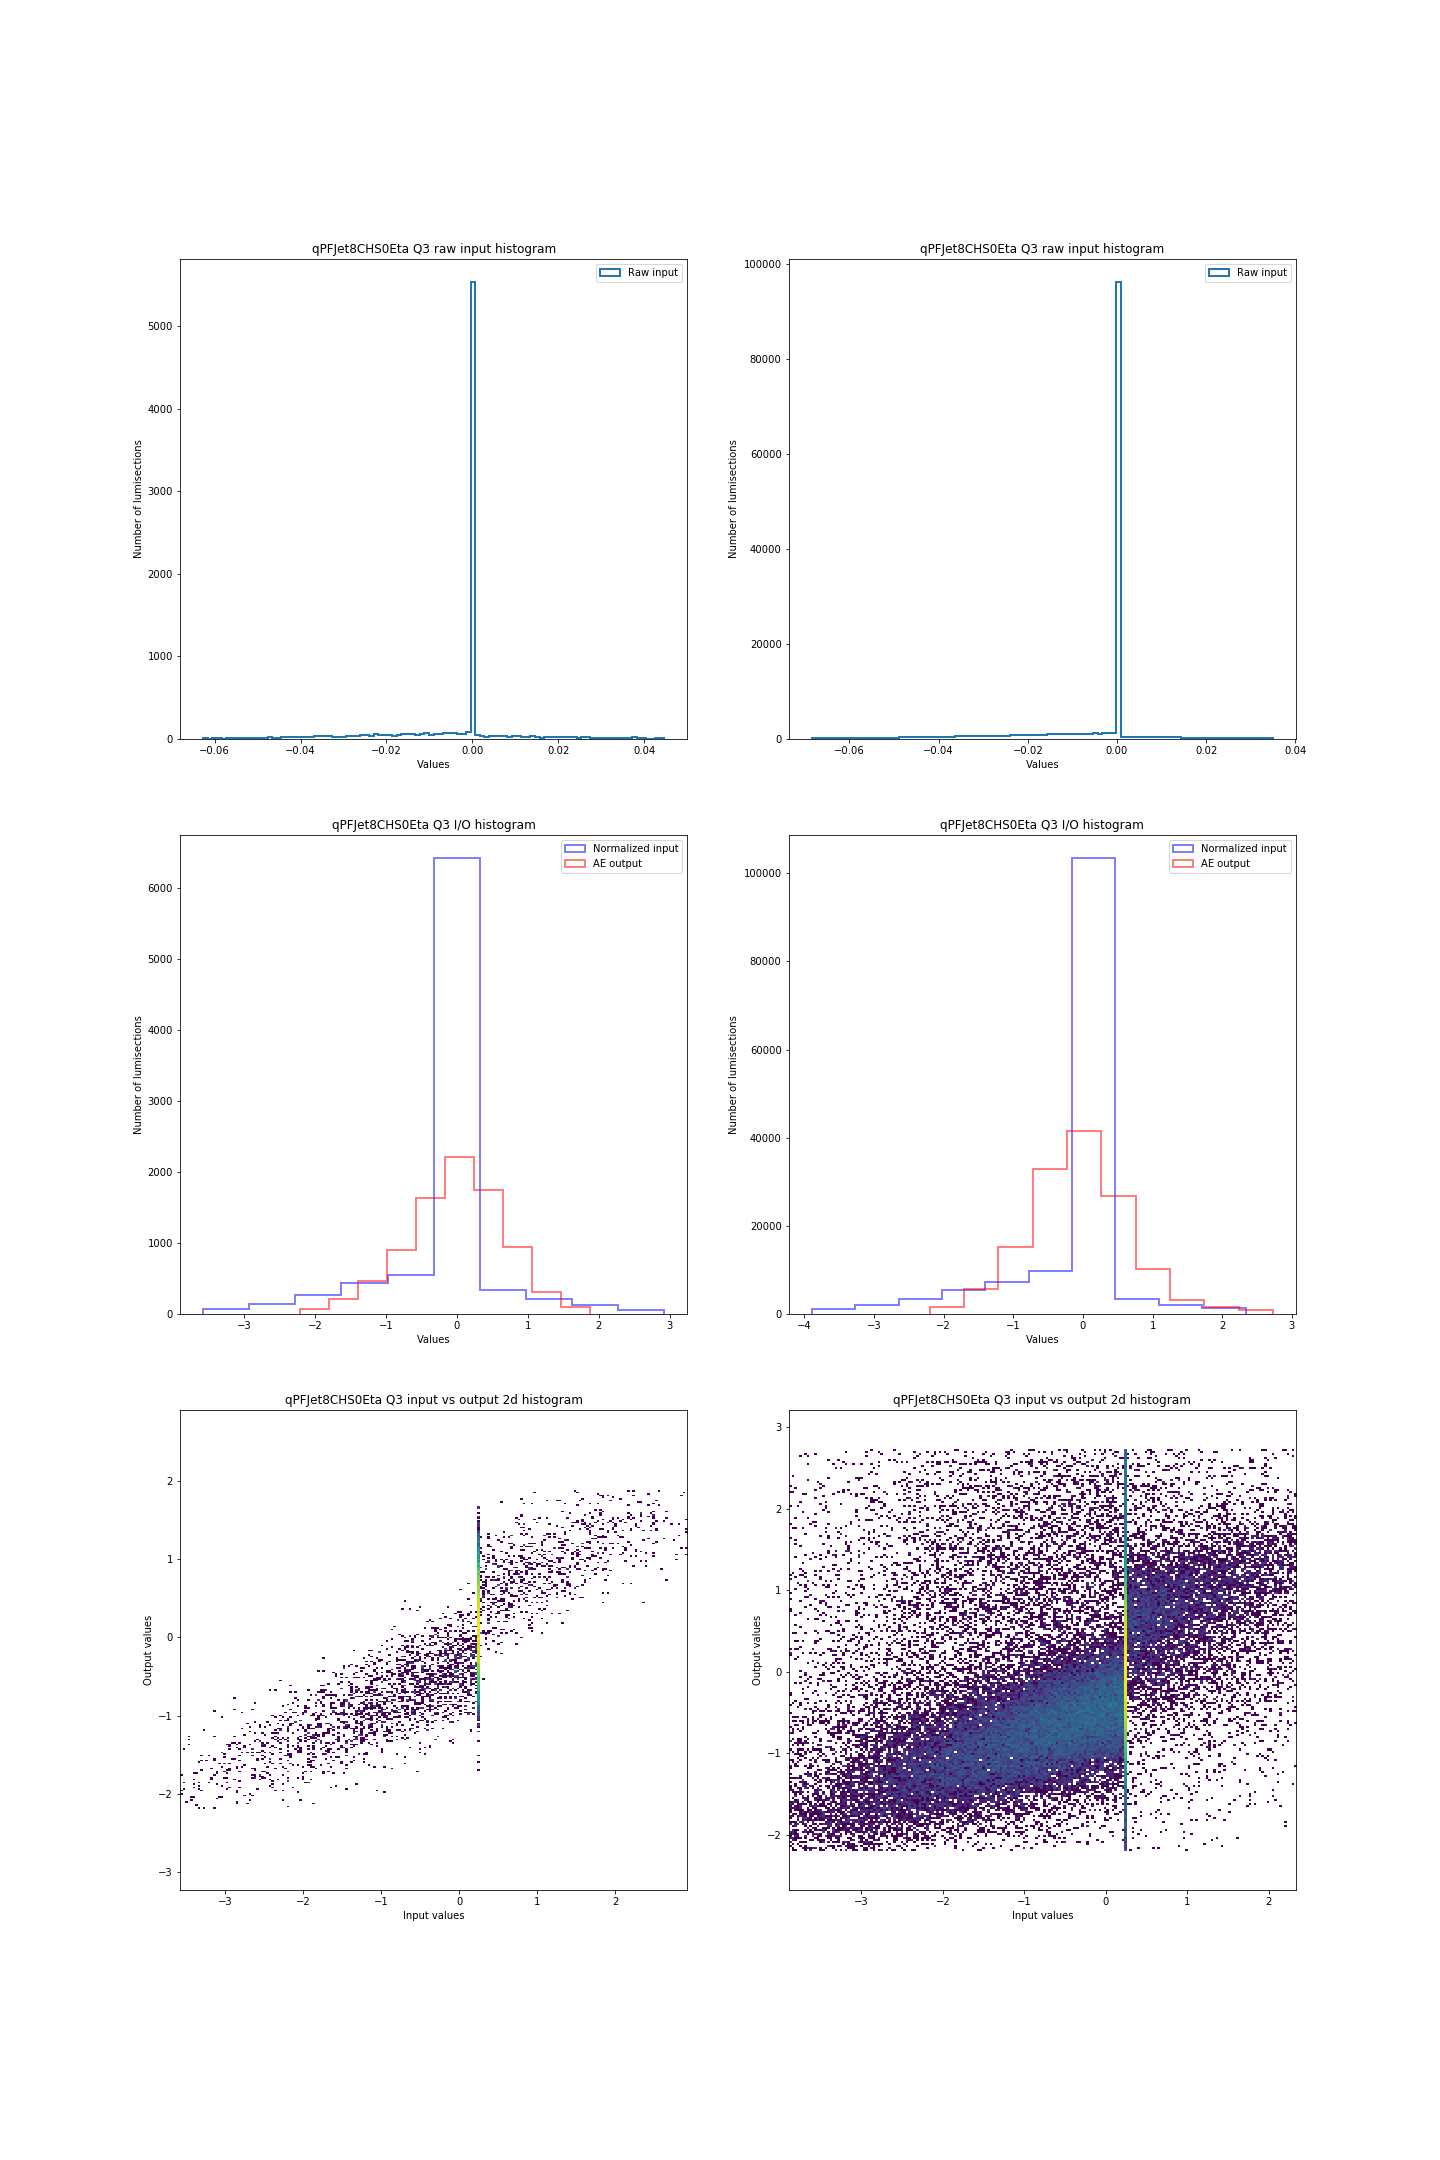 qPFJet8CHS0Eta Q3 raw input histogram
Raw input
5000
4000
3000
2000
1000
0
Number of lumisections
−0.06 −0.04 −0.02 0.00 0.02 0.04
Values
qPFJet8CHS0Eta Q3 raw input histogram
Raw input
100000
80000
60000
40000
20000
0
Number of lumisections
−0.06 −0.04 −0.02 0.00 0.02 0.04
Values
qPFJet8CHS0Eta Q3 I/O histogram
Normalized input
AE output
6000
5000
4000
3000
2000
1000
0
Number of lumisections
−3 −2 −1 0 1 2 3
Values
qPFJet8CHS0Eta Q3 I/O histogram
Normalized input
AE output
100000
80000
60000
40000
20000
0
Number of lumisections
−4 −3 −2 −1 0 1 2 3
Values
qPFJet8CHS0Eta Q3 input vs output 2d histogram
2
1
0
−1
−2
−3
Output values
−3 −2 −1 0 1 2
Input values
qPFJet8CHS0Eta Q3 input vs output 2d histogram
3
2
1
0
−1
−2
Output values
−3 −2 −1 0 1 2
Input values